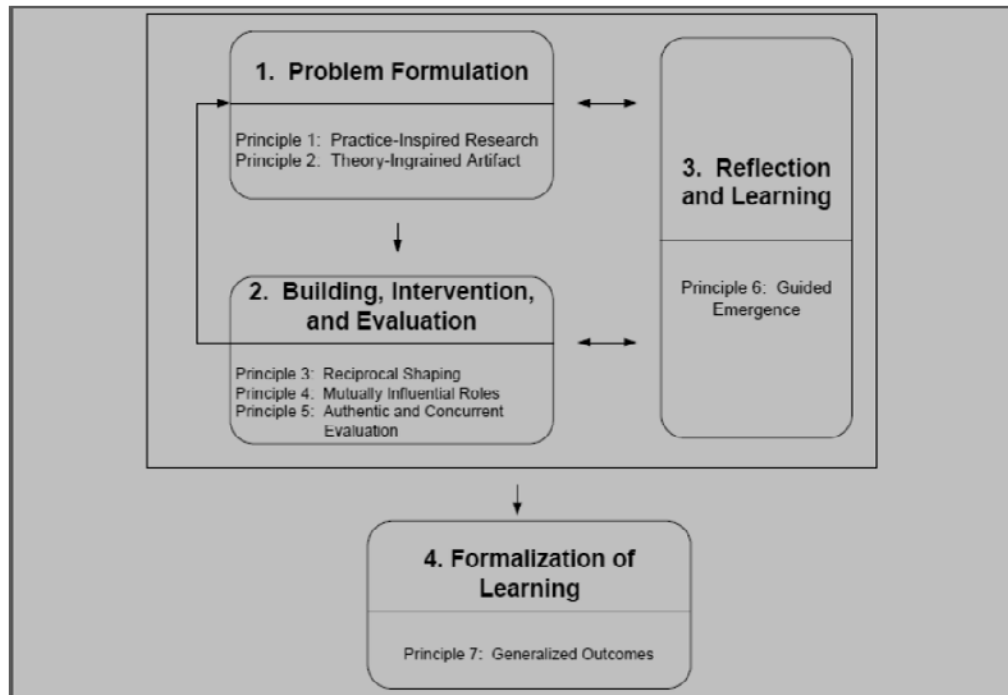 1. Problem Formulation
Principle 1: Practice-Inspired Research
Principle 2: Theory-Ingrained Artifact
2. Building, Intervention,
and Evaluation
Principle 3: Reciprocal Shaping
Principle 4: Mutually Influential Roles
Principle 5: Authentic and Concurrent
Evaluation
3. Reflection
and Learning
Principle 6: Guided
Emergence
4. Formalization of
Learning
Principle 7: Generalized Outcomes